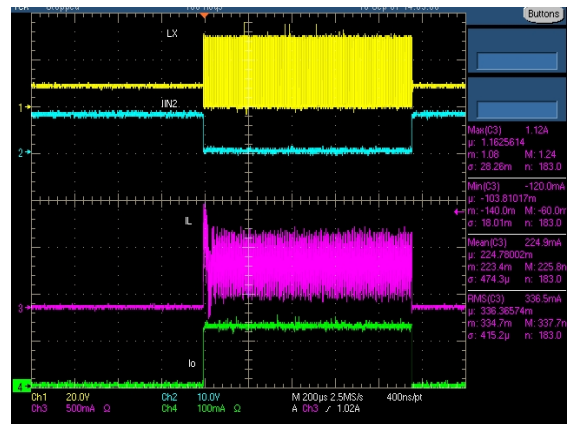 Buttons
LX
1
IIN2
2
Max(C3) 1.12A
µ: 1.1625614
m: 1.08 M: 1.24
σ: 28.26m n: 183.0
Min(C3) -120.0mA
µ: -103.81017m
m: -140.0m M: -60.0m
σ: 18.01m n: 183.0
IL
Mean(C3) 224.9mA
µ: 224.78002m
m: 223.4m M: 225.8m
σ: 474.3µ n: 183.0
RMS(C3) 336.5mA
µ: 336.36574m
m: 334.7m M: 337.7m
σ: 415.2µ n: 183.0
3
Io
4
Ch1 20.0V Ch2 10.0V M 200µs 2.5MS/s 400ns/pt
Ch3 500mA Ω Ch4 100mA Ω A Ch3 / 1.02A